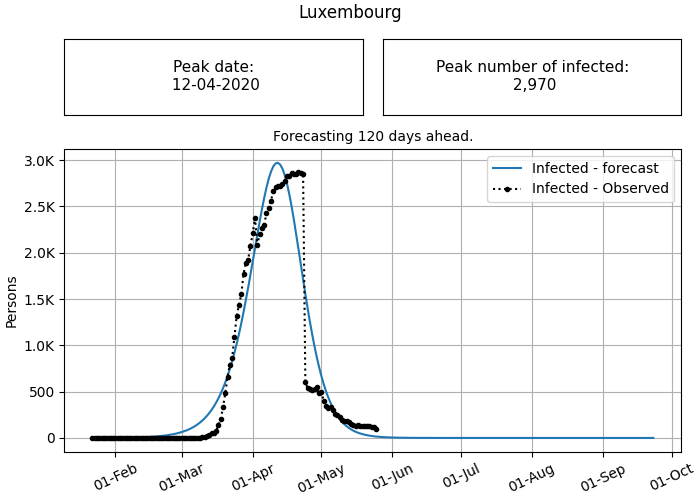 Luxembourg
Peak date:
12-04-2020
Peak number of infected:
2,970
Forecasting 120 days ahead.
Infected - forecast
Infected - Observed
3.0K
2.5K
2.0K
1.5K
1.0K
500
0
Persons
01-Feb
01-Mar
01-Apr
01-May
01-Jun
01-Jul
01-Aug
01-Sep
01-Oct